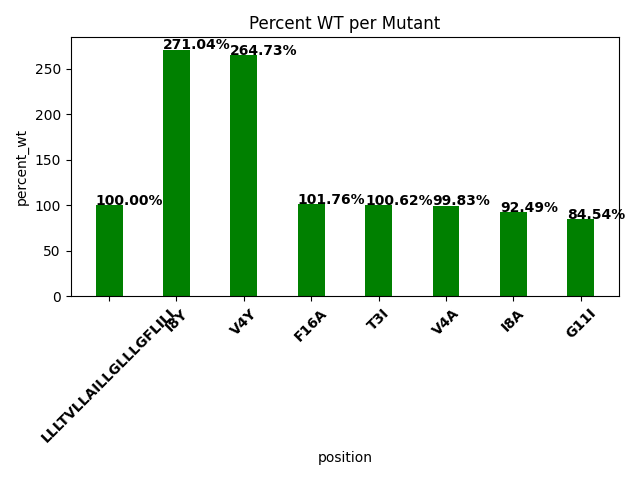 Percent WT per Mutant
percent_wt
250
200
150
100
50
0
100.00%
271.04%
264.73%
101.76%
100.62%
99.83%
92.49%
84.54%
LLLTVLLAILLGLLLGFLILL
I8Y
V4Y
F16A
T3I
V4A
I8A
G11I
position